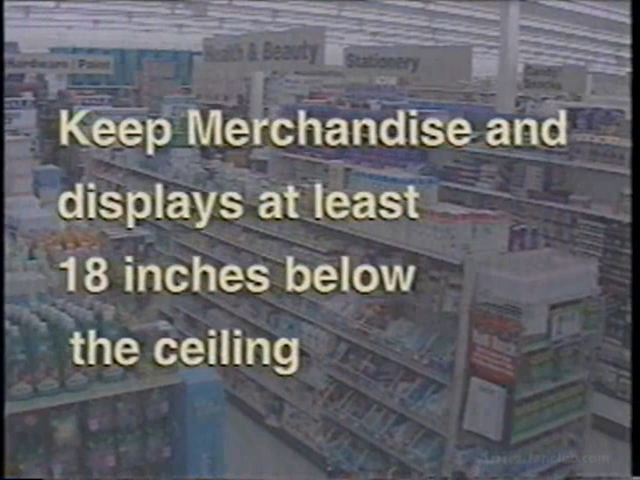 Hardware | Paint
Health & Beauty
Stationery
Keep Merchandise and
displays at least
18 inches below
the ceiling